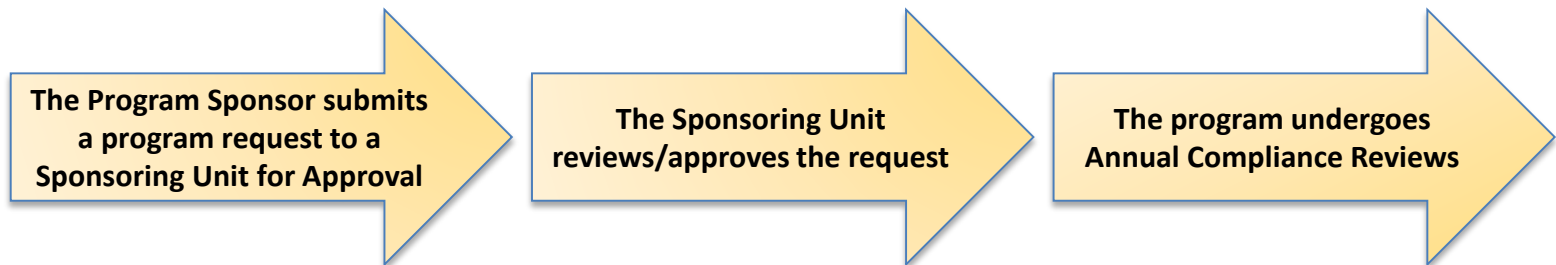 The Program Sponsor submits
a program request to a
Sponsoring Unit for Approval
The Sponsoring Unit
reviews/approves the request
The program undergoes
Annual Compliance Reviews